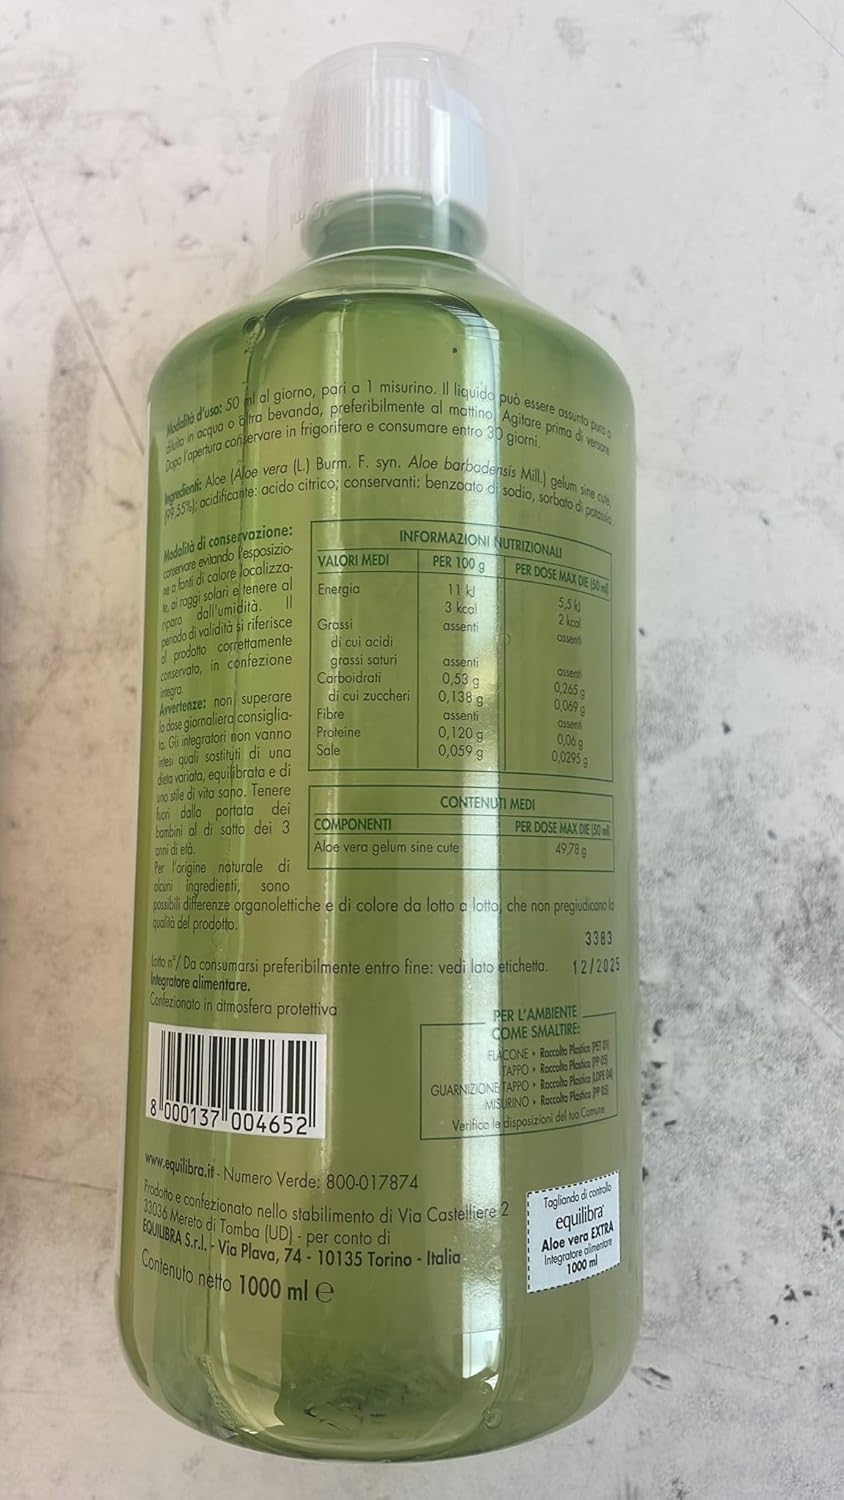 Modalità d'uso: 50 ml al giorno, pari a 1 misurino. Il liquido può essere assunto puro o
diluito in acqua o altra bevanda, preferibilmente al mattino. Agitare prima di versare.
Dopo l'apertura conservare in frigorifero e consumare entro 30 giorni.
Ingredienti: Aloe (Aloe vera (L.) Burm. F. syn. Aloe barbadensis Mill.) gelum sine cute,
(99,55%); acidificante: acido citrico; conservanti: benzoato di sodio, sorbato di potassio
Modalità di conservazione:
conservare evitando l'esposizio-
ne a fonti di calore localizza-
te, ai raggi solari e tenere al
riparo dall'umidità. Il
periodo di validità si riferisce
al prodotto correttamente
conservato, in confezione
integra.
Avvertenze: non superare
la dose giornaliera consiglia-
ta. Gli integratori non vanno
intesi quali sostituti di una
dieta variata, equilibrata e di
uno stile di vita sano. Tenere
fuori dalla portata dei
bambini al di sotto dei 3
anni di età.
Per l'origine naturale di
alcuni ingredienti, sono
possibili differenze organolettiche e di colore da lotto a lotto, che non pregiudicano la
qualità del prodotto.
INFORMAZIONI NUTRIZIONALI
VALORI MEDI PER 100 g PER DOSE MAX DIE (50 ml)
Energia 11 kJ 5,5 kJ
3 kcal 2 kcal
Grassi assenti assenti
di cui acidi
grassi saturi assenti assenti
Carboidrati 0,53 g 0,265 g
di cui zuccheri 0,138 g 0,069 g
Fibre assenti assenti
Proteine 0,120 g 0,06 g
Sale 0,059 g 0,0295 g
CONTENUTI MEDI
COMPONENTI PER DOSE MAX DIE (50 ml)
Aloe vera gelum sine cute 49,78 g
3383
Lotto n°/ Da consumarsi preferibilmente entro fine: vedi lato etichetta. 12/2025
Integratore alimentare.
Confezionato in atmosfera protettiva
PER L'AMBIENTE
COME SMALTIRE:
FLACONE • Raccolta Plastica (PET 01)
TAPPO • Raccolta Plastica (PP 05)
GUARNIZIONE TAPPO • Raccolta Plastica (LDPE 04)
MISURINO • Raccolta Plastica (PP 05)
Verifica le disposizioni del tuo Comune
8 000137 004652
www.equilibra.it - Numero Verde: 800-017874
Prodotto e confezionato nello stabilimento di Via Castelliere 2
33036 Mereto di Tomba (UD) - per conto di
EQUILIBRA S.r.l. - Via Plava, 74 - 10135 Torino - Italia
Contenuto netto 1000 ml ℮
Tagliando di controllo
equilibra
Aloe vera EXTRA
Integratore alimentare
1000 ml